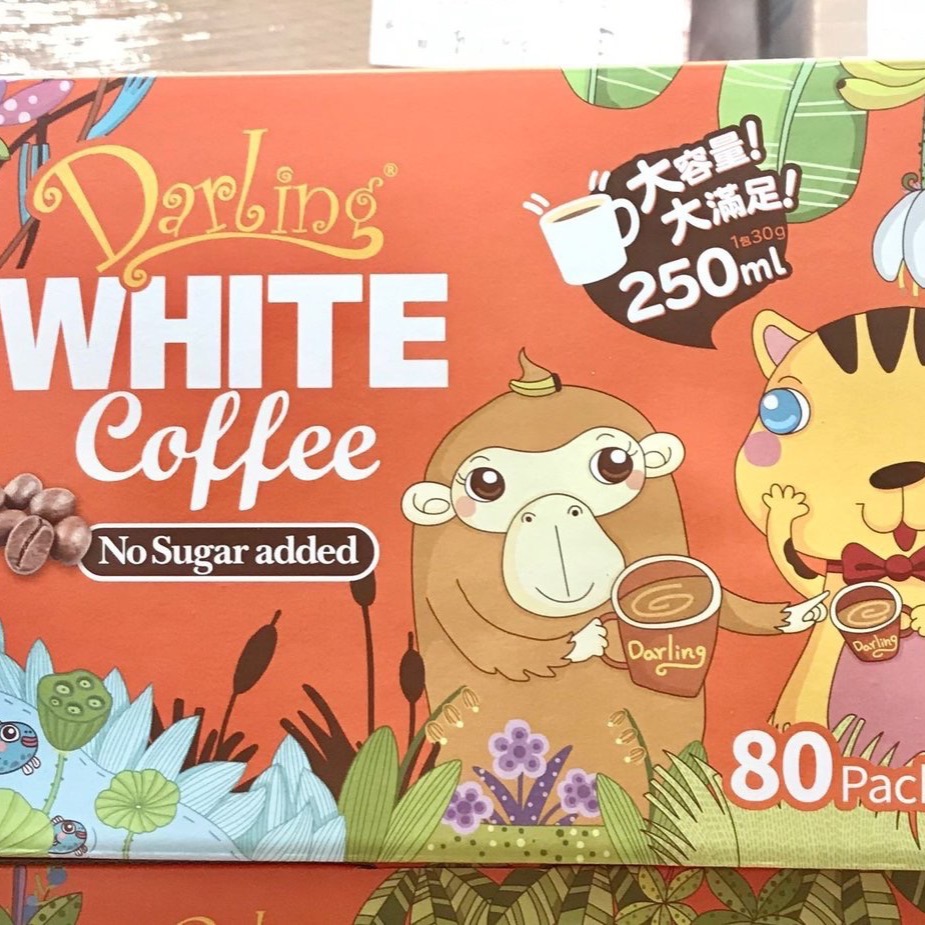 Darling®
WHITE
Coffee
No Sugar added
大容量!
大滿足!
1包30g
250ml
Darling
Darling
80 Pack
Darling